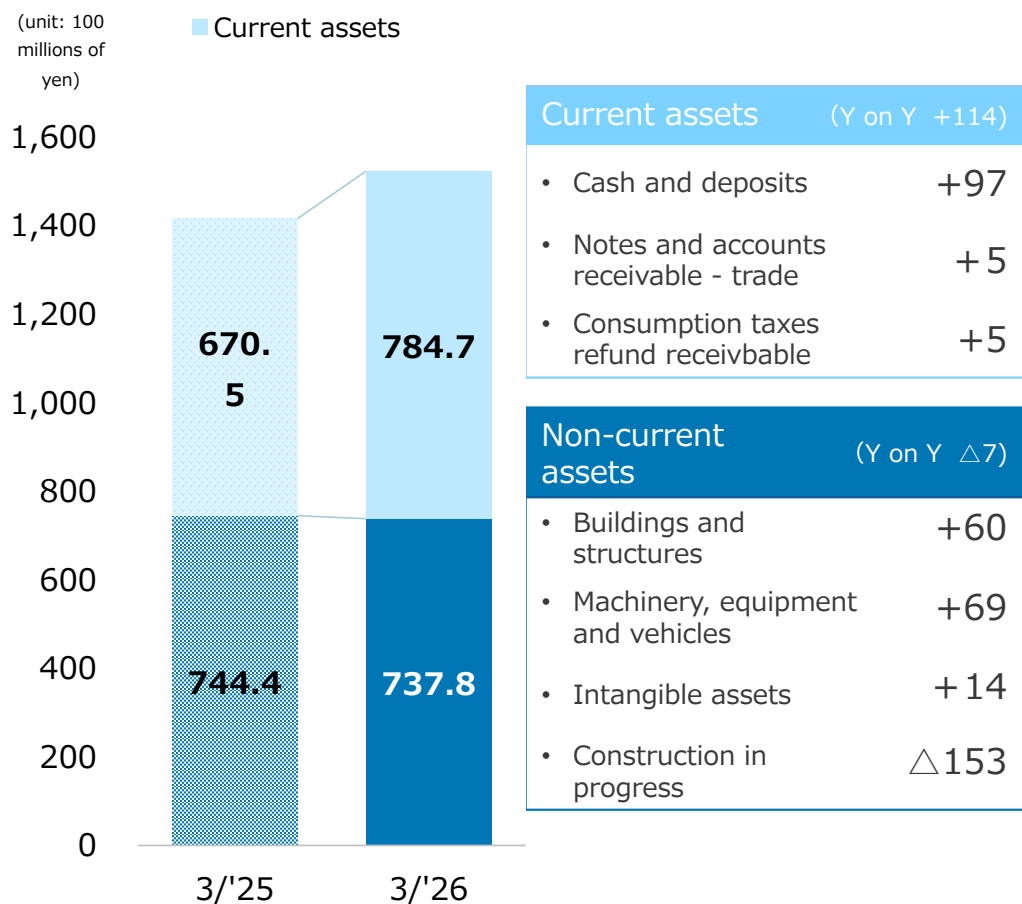 (unit: 100
millions of
yen)
Current assets
1,600
1,400
1,200
1,000
800
600
400
200
0
670.
5
784.7
744.4
737.8
3/'25
3/'26
Current assets (Y on Y +114)
• Cash and deposits +97
• Notes and accounts
receivable - trade +5
• Consumption taxes
refund receivbable +5
Non-current
assets (Y on Y △7)
• Buildings and
structures +60
• Machinery, equipment
and vehicles +69
• Intangible assets +14
• Construction in
progress △153